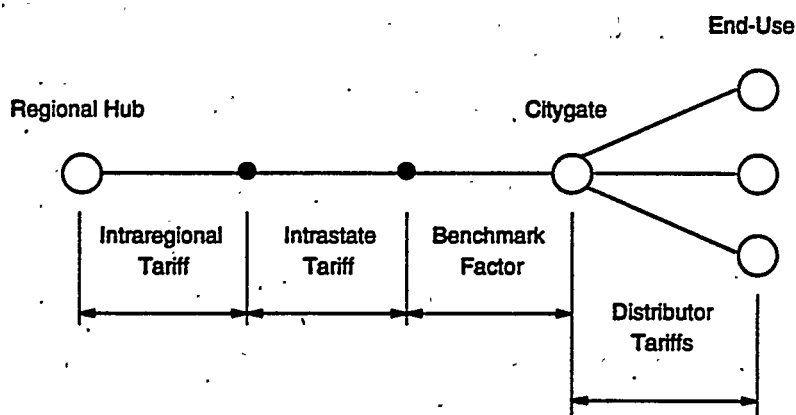 End-Use
Regional Hub
Citygate
Intraregional
Tariff
Intrastate
Tariff
Benchmark
Factor
Distributor
Tariffs